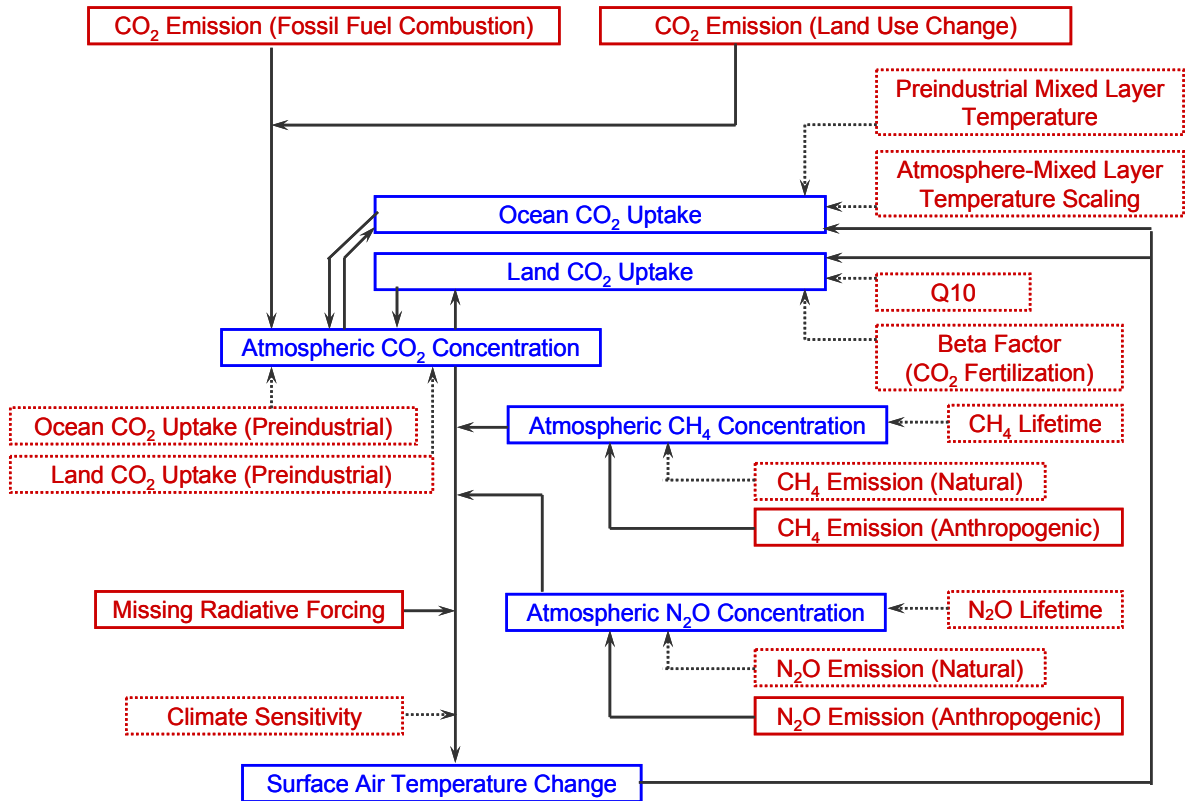 CO₂ Emission (Fossil Fuel Combustion)
CO₂ Emission (Land Use Change)
Preindustrial Mixed Layer
Temperature
Atmosphere-Mixed Layer
Temperature Scaling
Ocean CO₂ Uptake
Land CO₂ Uptake
Q10
Atmospheric CO₂ Concentration
Beta Factor
(CO₂ Fertilization)
Ocean CO₂ Uptake (Preindustrial)
Atmospheric CH₄ Concentration
CH₄ Lifetime
Land CO₂ Uptake (Preindustrial)
CH₄ Emission (Natural)
CH₄ Emission (Anthropogenic)
Missing Radiative Forcing
Atmospheric N₂O Concentration
N₂O Lifetime
N₂O Emission (Natural)
Climate Sensitivity
N₂O Emission (Anthropogenic)
Surface Air Temperature Change